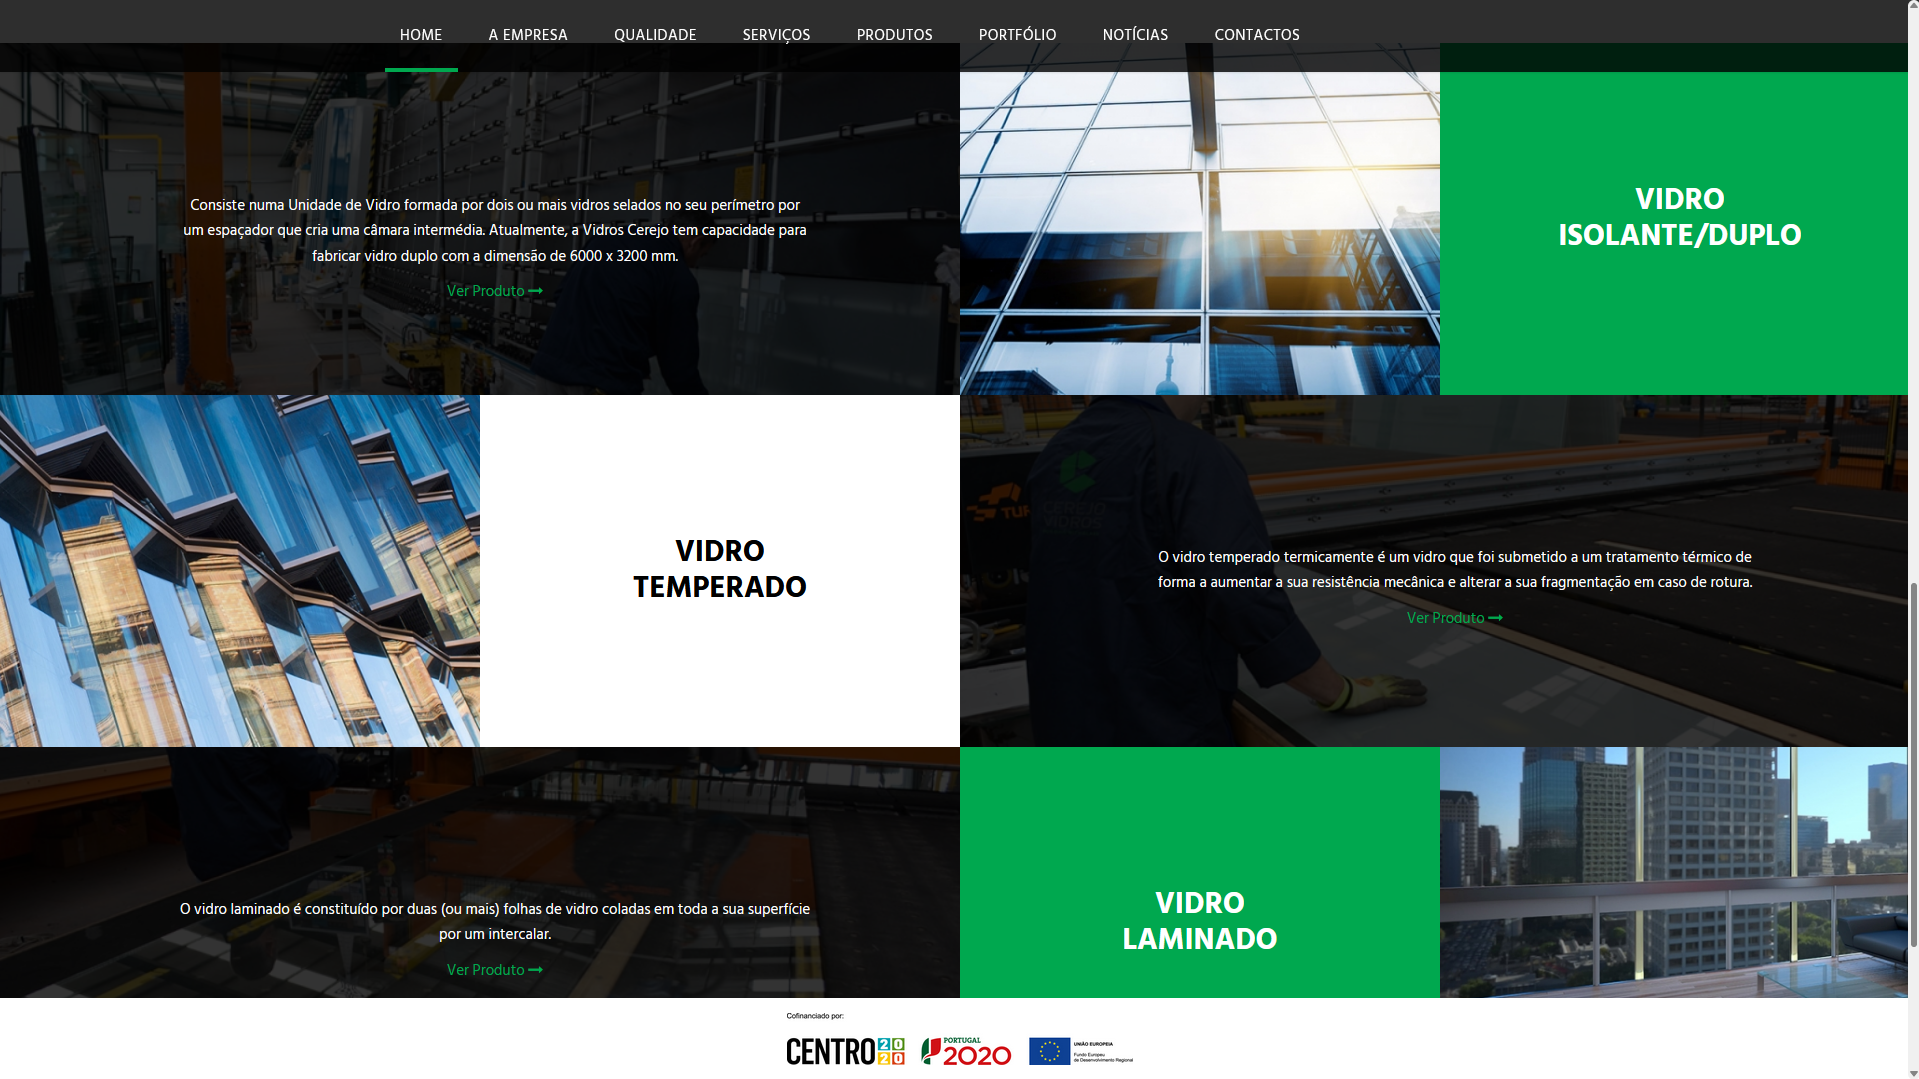 HOME A EMPRESA QUALIDADE SERVIÇOS PRODUTOS PORTFÓLIO NOTÍCIAS CONTACTOS
Consiste numa Unidade de Vidro formada por dois ou mais vidros selados no seu perímetro por
um espaçador que cria uma câmara intermédia. Atualmente, a Vidros Cerejo tem capacidade para
fabricar vidro duplo com a dimensão de 6000 x 3200 mm.
Ver Produto
VIDRO
ISOLANTE/DUPLO
VIDRO
TEMPERADO
CEREJO
VIDROS
O vidro temperado termicamente é um vidro que foi submetido a um tratamento térmico de
forma a aumentar a sua resistência mecânica e alterar a sua fragmentação em caso de rotura.
Ver Produto
O vidro laminado é constituído por duas (ou mais) folhas de vidro coladas em toda a sua superfície
por um intercalar.
Ver Produto
VIDRO
LAMINADO
Cofinanciado por:
CENTRO 2020
PORTUGAL
2020
UNIÃO EUROPEIA
Fundo Europeu
de Desenvolvimento Regional